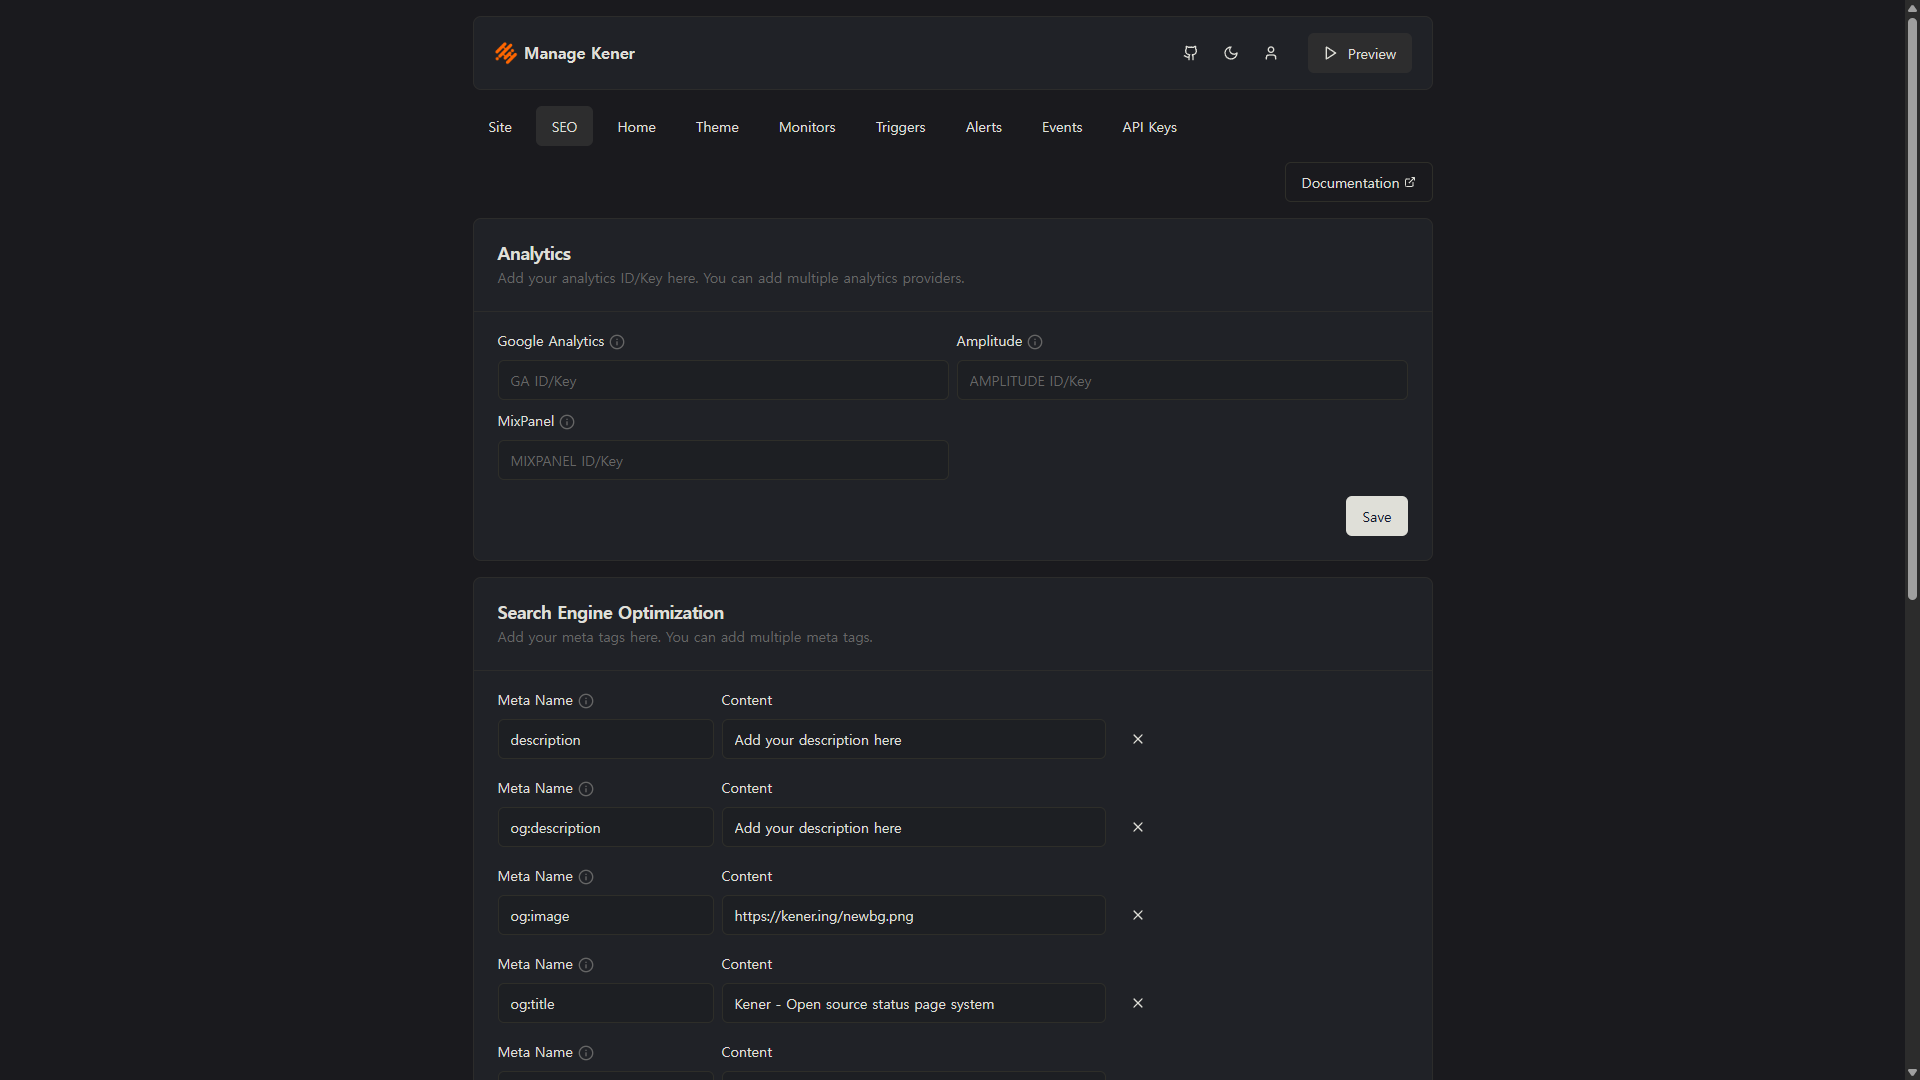 Manage Kener
Preview
Site SEO Home Theme Monitors Triggers Alerts Events API Keys
Documentation
Analytics
Add your analytics ID/Key here. You can add multiple analytics providers.
Google Analytics Amplitude
GA ID/Key AMPLITUDE ID/Key
MixPanel
MIXPANEL ID/Key
Save
Search Engine Optimization
Add your meta tags here. You can add multiple meta tags.
Meta Name Content
description Add your description here
Meta Name Content
og:description Add your description here
Meta Name Content
og:image https://kener.ing/newbg.png
Meta Name Content
og:title Kener - Open source status page system
Meta Name Content